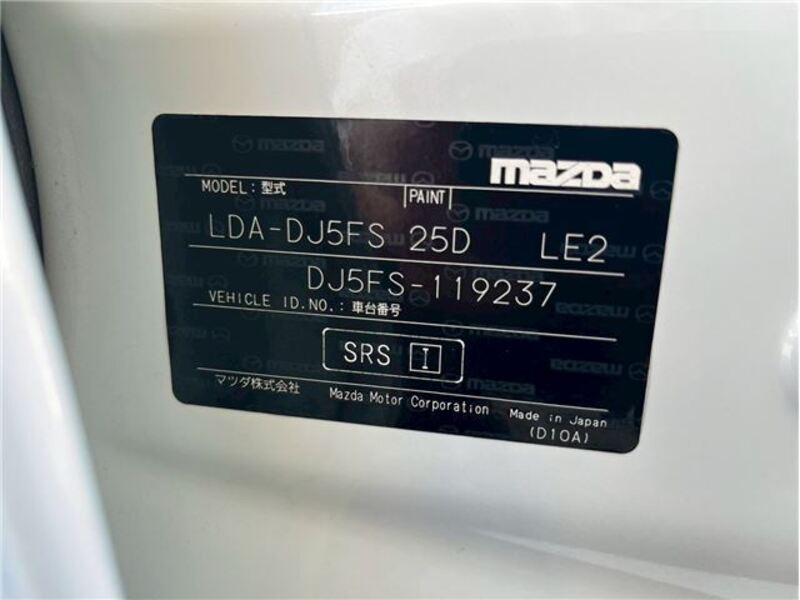 mazda
MODEL: 型式 PAINT
LDA-DJ5FS 25D LE2
DJ5FS-119237
VEHICLE ID.NO.: 車台番号
SRS I
マツダ株式会社 Mazda Motor Corporation Made in Japan
(D10A)